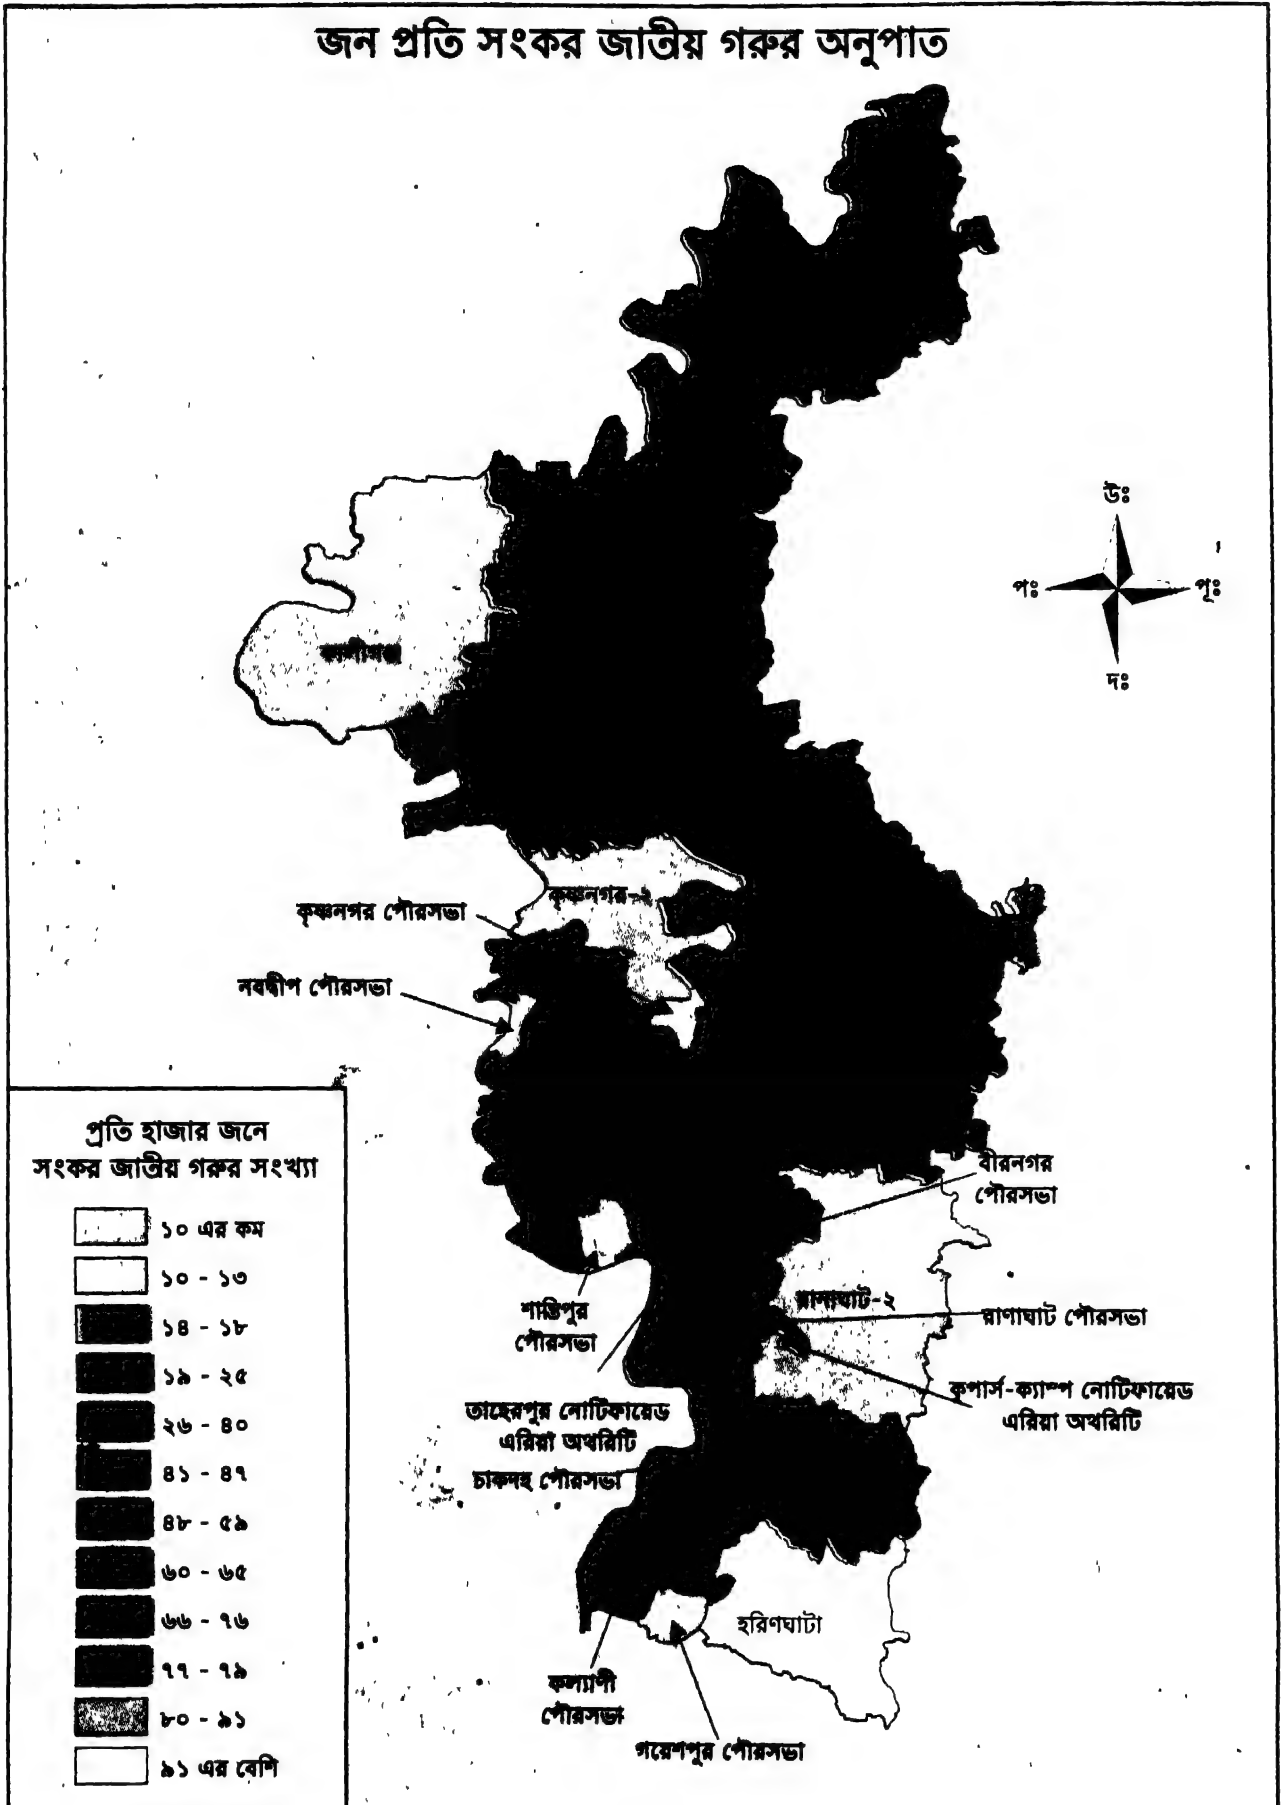 জন প্রতি সংকর জাতীয় গরুর অনুপাত
উঃ
পঃ
পূঃ
দঃ
কালীগঞ্জ
কৃষ্ণনগর-২
কৃষ্ণনগর পৌরসভা
নবদ্বীপ পৌরসভা
বীরনগর
পৌরসভা
রানাঘাট-২
রাণাঘাট পৌরসভা
শান্তিপুর
পৌরসভা
কুপার্স-ক্যাম্প নোটিফায়েড
এরিয়া অথরিটি
তাহেরপুর নোটিফায়েড
এরিয়া অথরিটি
চাকদহ পৌরসভা
হরিণঘাটা
কল্যাণী
পৌরসভা
গয়েশপুর পৌরসভা
প্রতি হাজার জনে
সংকর জাতীয় গরুর সংখ্যা
১০ এর কম
১০ - ১৩
১৪ - ১৮
১৯ - ২৫
২৬ - ৪০
৪১ - ৪৭
৪৮ - ৫৯
৬০ - ৬৫
৬৬ - ৭৬
৭৭ - ৭৯
৮০ - ৯১
৯১ এর বেশি